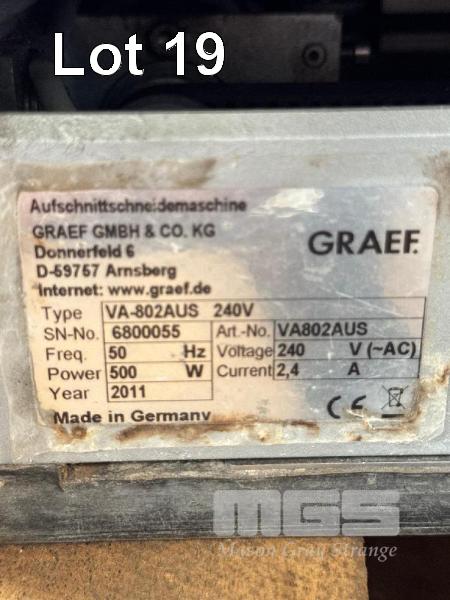 Lot 19
Aufschnittschneidemaschine
GRAEF GMBH & CO. KG
GRAEF
Donnerfeld 6
D-59757 Arnsberg
Internet: www.graef.de
Type VA-802AUS 240V
SN-No. 6800055 Art.-No. VA802AUS
Freq. 50 Hz Voltage 240 V (~AC)
Power 500 W Current 2,4 A
Year 2011
Made in Germany
CE
MGS
Mason Gray Strange